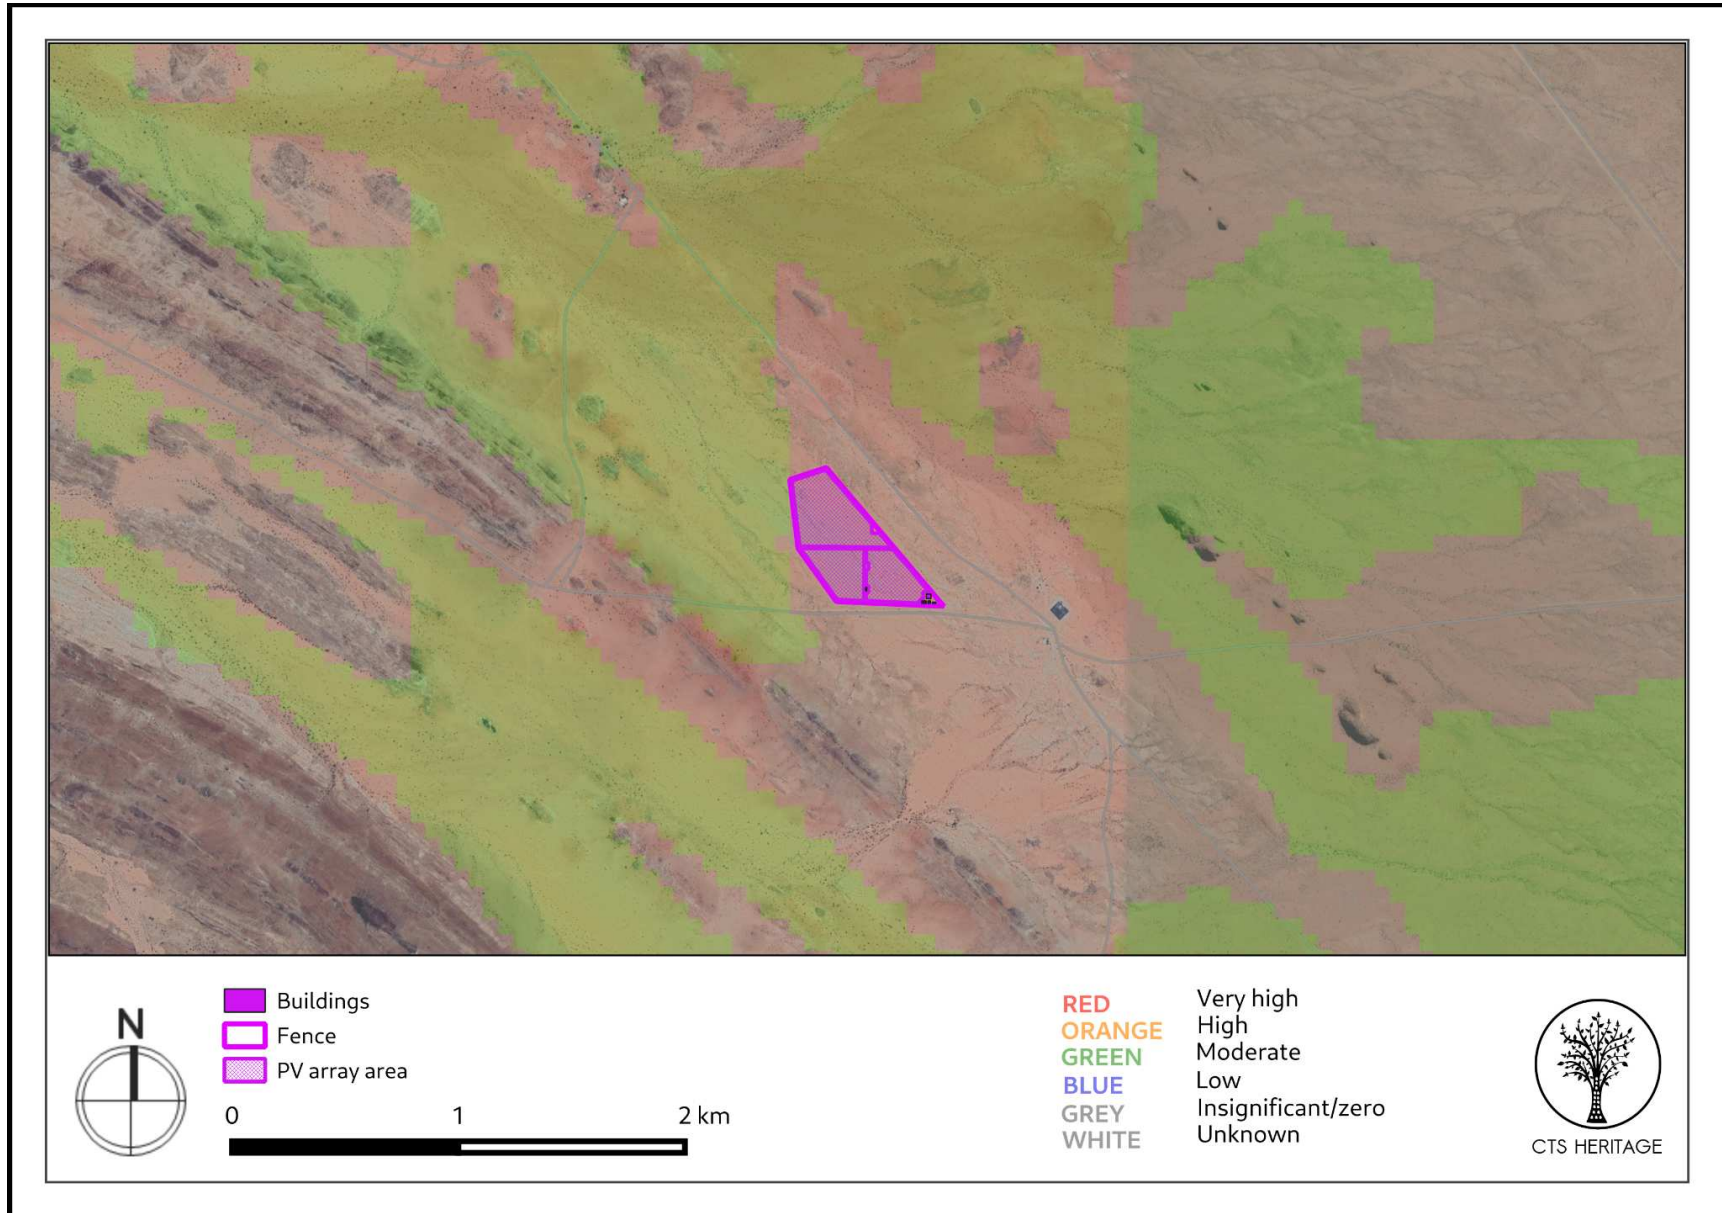 N
Buildings
Fence
PV array area
0 1 2 km
RED Very high
ORANGE High
GREEN Moderate
BLUE Low
GREY Insignificant/zero
WHITE Unknown
CTS HERITAGE